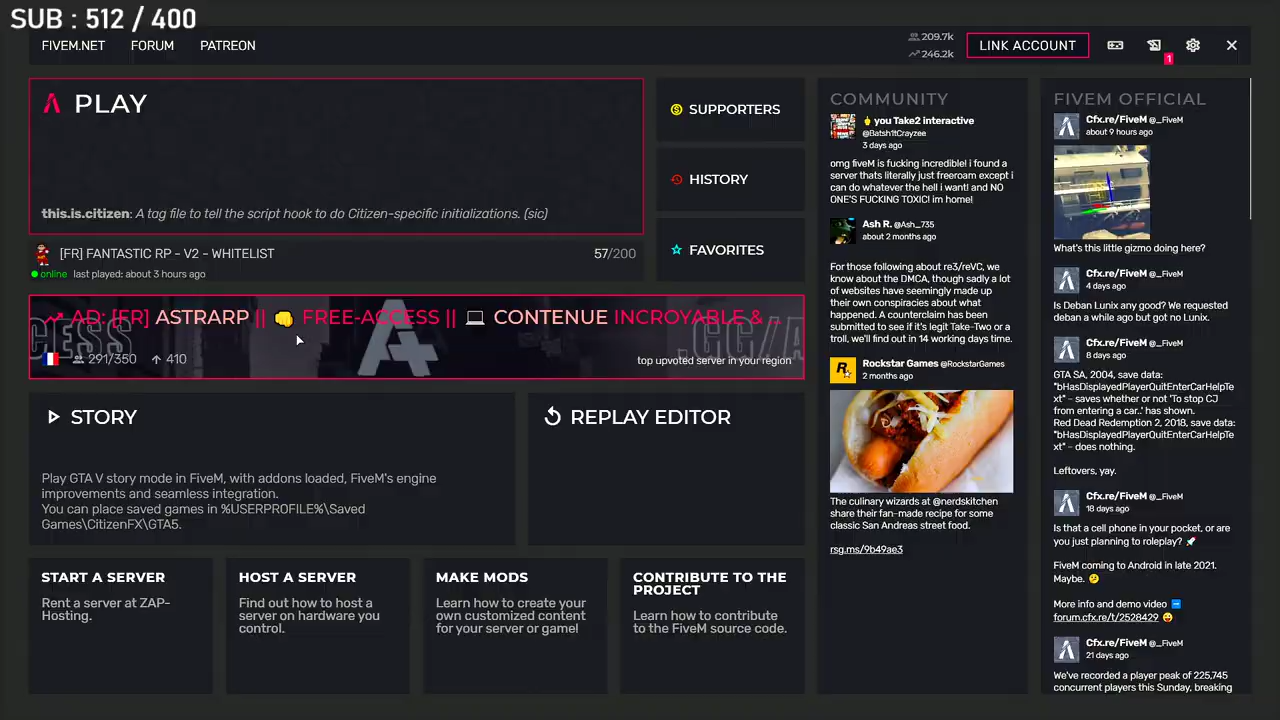 SUB : 512 / 400
FIVEM.NET FORUM PATREON
209.7k
246.2k
LINK ACCOUNT
1
PLAY
this.is.citizen: A tag file to tell the script hook to do Citizen-specific initializations. (sic)
[FR] FANTASTIC RP - V2 - WHITELIST
57/200
online last played: about 3 hours ago
SUPPORTERS
HISTORY
FAVORITES
AD: [FR] ASTRARP || 👊 FREE-ACCESS || 💻 CONTENUE INCROYABLE & ...
291/350 410
top upvoted server in your region
STORY
Play GTA V story mode in FiveM, with addons loaded, FiveM's engine
improvements and seamless integration.
You can place saved games in %USERPROFILE%\Saved
Games\CitizenFX\GTA5.
REPLAY EDITOR
START A SERVER
Rent a server at ZAP-
Hosting.
HOST A SERVER
Find out how to host a
server on hardware you
control.
MAKE MODS
Learn how to create your
own customized content
for your server or game!
CONTRIBUTE TO THE
PROJECT
Learn how to contribute
to the FiveM source code.
COMMUNITY
🖕 you Take2 interactive
@Batsh1tCrayzee
3 days ago
omg fiveM is fucking incredible! i found a
server thats literally just freeroam except i
can do whatever the hell i want! and NO
ONE'S FUCKING TOXIC! im home!
Ash R. @Ash_735
about 2 months ago
For those following about re3/reVC, we
know about the DMCA, though sadly a lot
of websites have seemingly made up
their own conspiracies about what
happened. A counterclaim has been
submitted to see if it's legit Take-Two or a
troll, we'll find out in 14 working days time.
Rockstar Games @RockstarGames
2 months ago
The culinary wizards at @nerdskitchen
share their fan-made recipe for some
classic San Andreas street food.
rsg.ms/9b49ae3
FIVEM OFFICIAL
Cfx.re/FiveM @_FiveM
about 9 hours ago
What's this little gizmo doing here?
Cfx.re/FiveM @_FiveM
4 days ago
Is Deban Lunix any good? We requested
deban a while ago but got no Lunix.
Cfx.re/FiveM @_FiveM
8 days ago
GTA SA, 2004, save data:
"bHasDisplayedPlayerQuitEnterCarHelpTe
xt" – saves whether or not 'To stop CJ
from entering a car..' has shown.
Red Dead Redemption 2, 2018, save data:
"bHasDisplayedPlayerQuitEnterCarHelpTe
xt" – does nothing.
Leftovers, yay.
Cfx.re/FiveM @_FiveM
18 days ago
Is that a cell phone in your pocket, or are
you just planning to roleplay? 🚀
FiveM coming to Android in late 2021.
Maybe. 😕
More info and demo video ➡
forum.cfx.re/t/2528429 😀
Cfx.re/FiveM @_FiveM
21 days ago
We've recorded a player peak of 225,745
concurrent players this Sunday, breaking